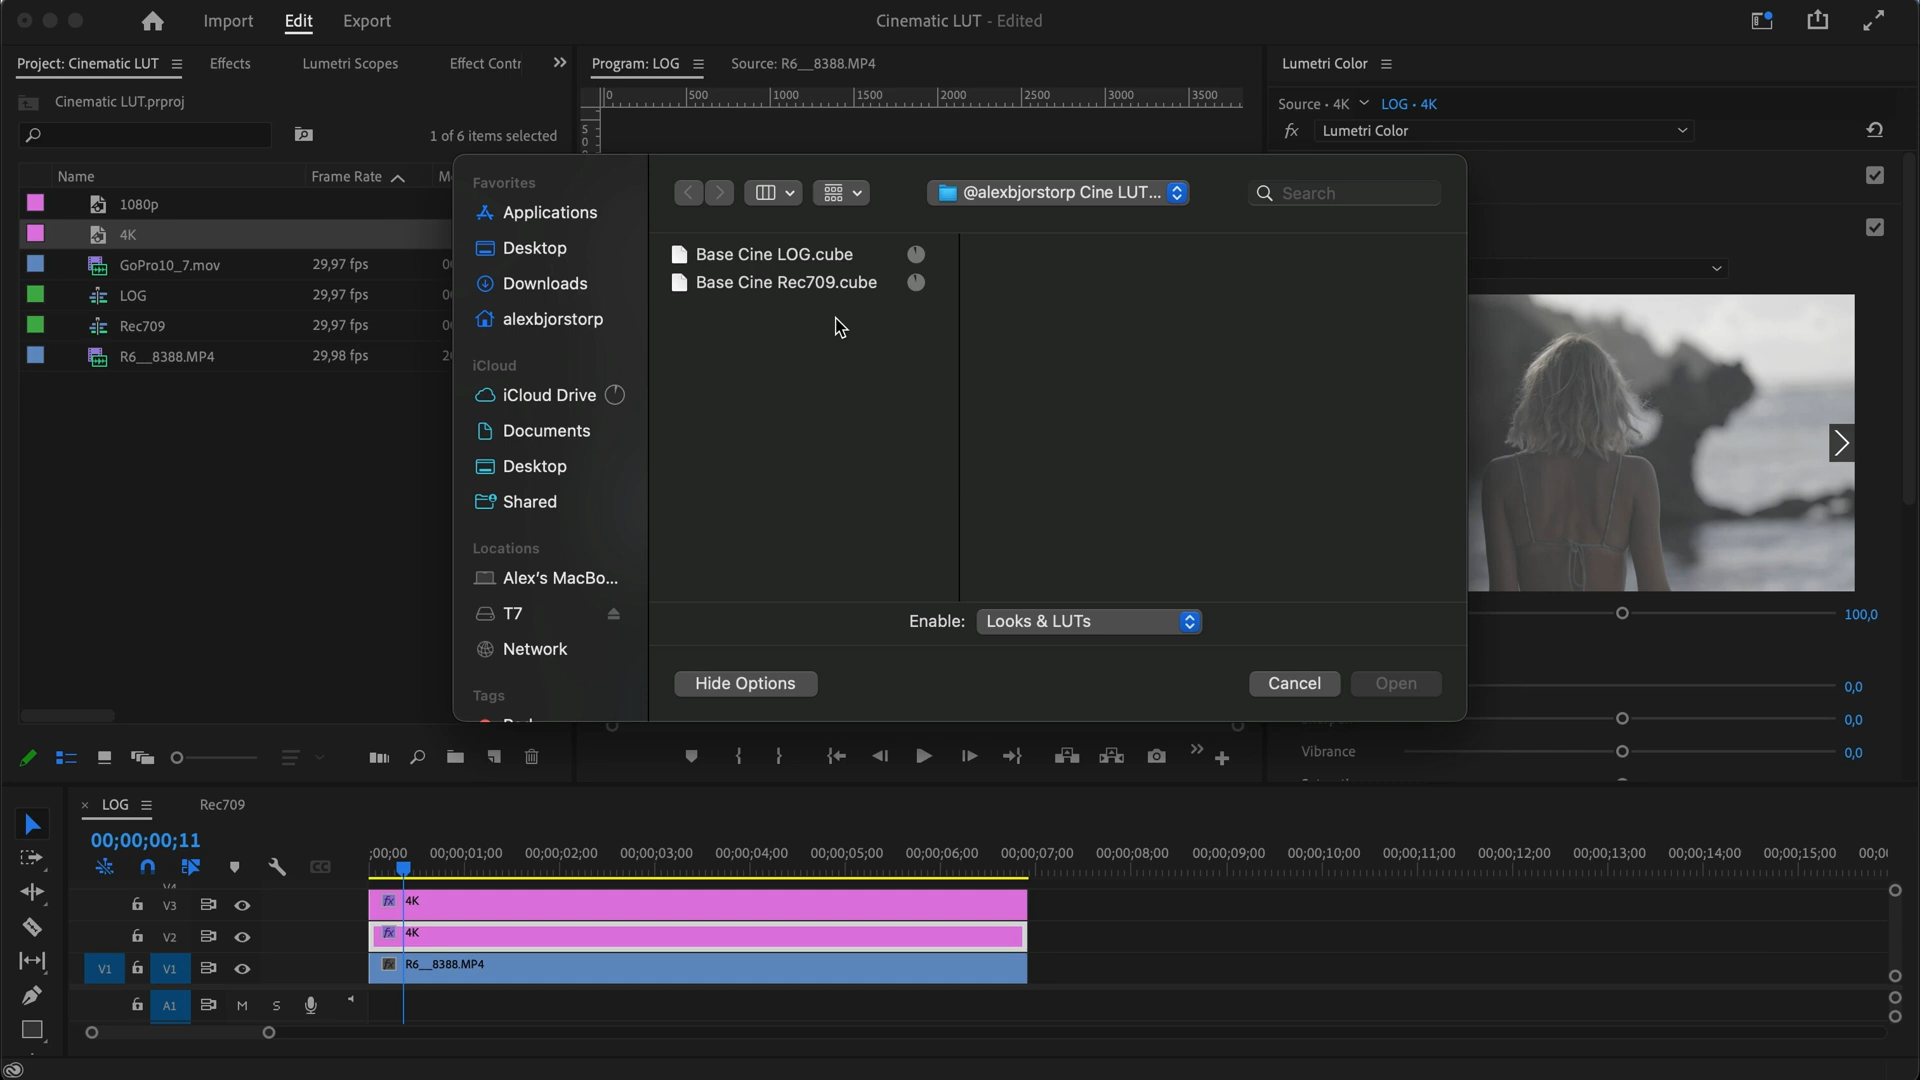 Import Edit Export
Cinematic LUT - Edited
Project: Cinematic LUT
Effects
Lumetri Scopes
Effect Contr
Program: LOG
Source: R6__8388.MP4
Lumetri Color
Cinematic LUT.prproj
1 of 6 items selected
0 500 1000 1500 2000 2500 3000 3500
5
0
Source • 4K LOG • 4K
fx Lumetri Color
Name Frame Rate
1080p
4K
GoPro10_7.mov 29,97 fps
LOG 29,97 fps
Rec709 29,97 fps
R6__8388.MP4 29,98 fps
Favorites
Applications
Desktop
Downloads
alexbjorstorp
iCloud
iCloud Drive
Documents
Desktop
Shared
Locations
Alex's MacBo...
T7
Network
Tags
@alexbjorstorp Cine LUT...
Search
Base Cine LOG.cube
Base Cine Rec709.cube
Enable: Looks & LUTs
Hide Options Cancel Open
100,0
0,0
0,0
Vibrance 0,0
LOG Rec709
00;00;00;11
;00;00 00;00;01;00 00;00;02;00 00;00;03;00 00;00;04;00 00;00;05;00 00;00;06;00 00;00;07;00 00;00;08;00 00;00;09;00 00;00;10;00 00;00;11;00 00;00;12;00 00;00;13;00 00;00;14;00 00;00;15;00
V3 fx 4K
V2 fx 4K
V1 V1 fx R6__8388.MP4
A1 M S